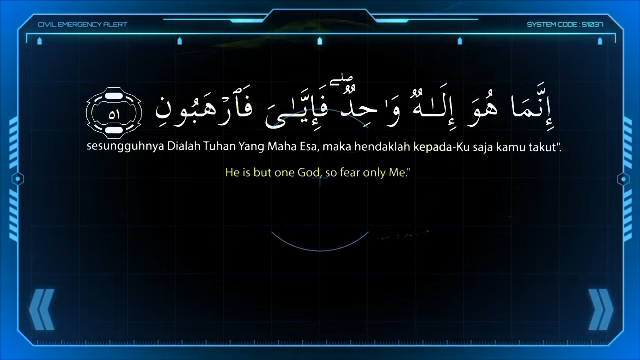 CIVIL EMERGENCY ALERT
SYSTEM CODE : S1037
إِنَّمَا هُوَ إِلَـٰهٌ وَٰحِدٌ ۖ فَإِيَّـٰىَ فَٱرْهَبُونِ ٥١
sesungguhnya Dialah Tuhan Yang Maha Esa, maka hendaklah kepada-Ku saja kamu takut".
He is but one God, so fear only Me."